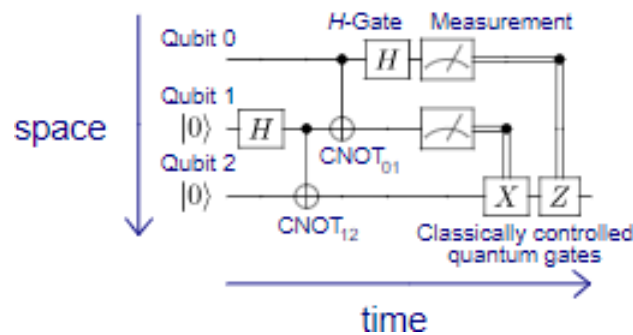 H-Gate Measurement
Qubit 0
H
Qubit 1
|0⟩ H
CNOT01
space
Qubit 2
|0⟩ X Z
CNOT12
Classically controlled
quantum gates
time